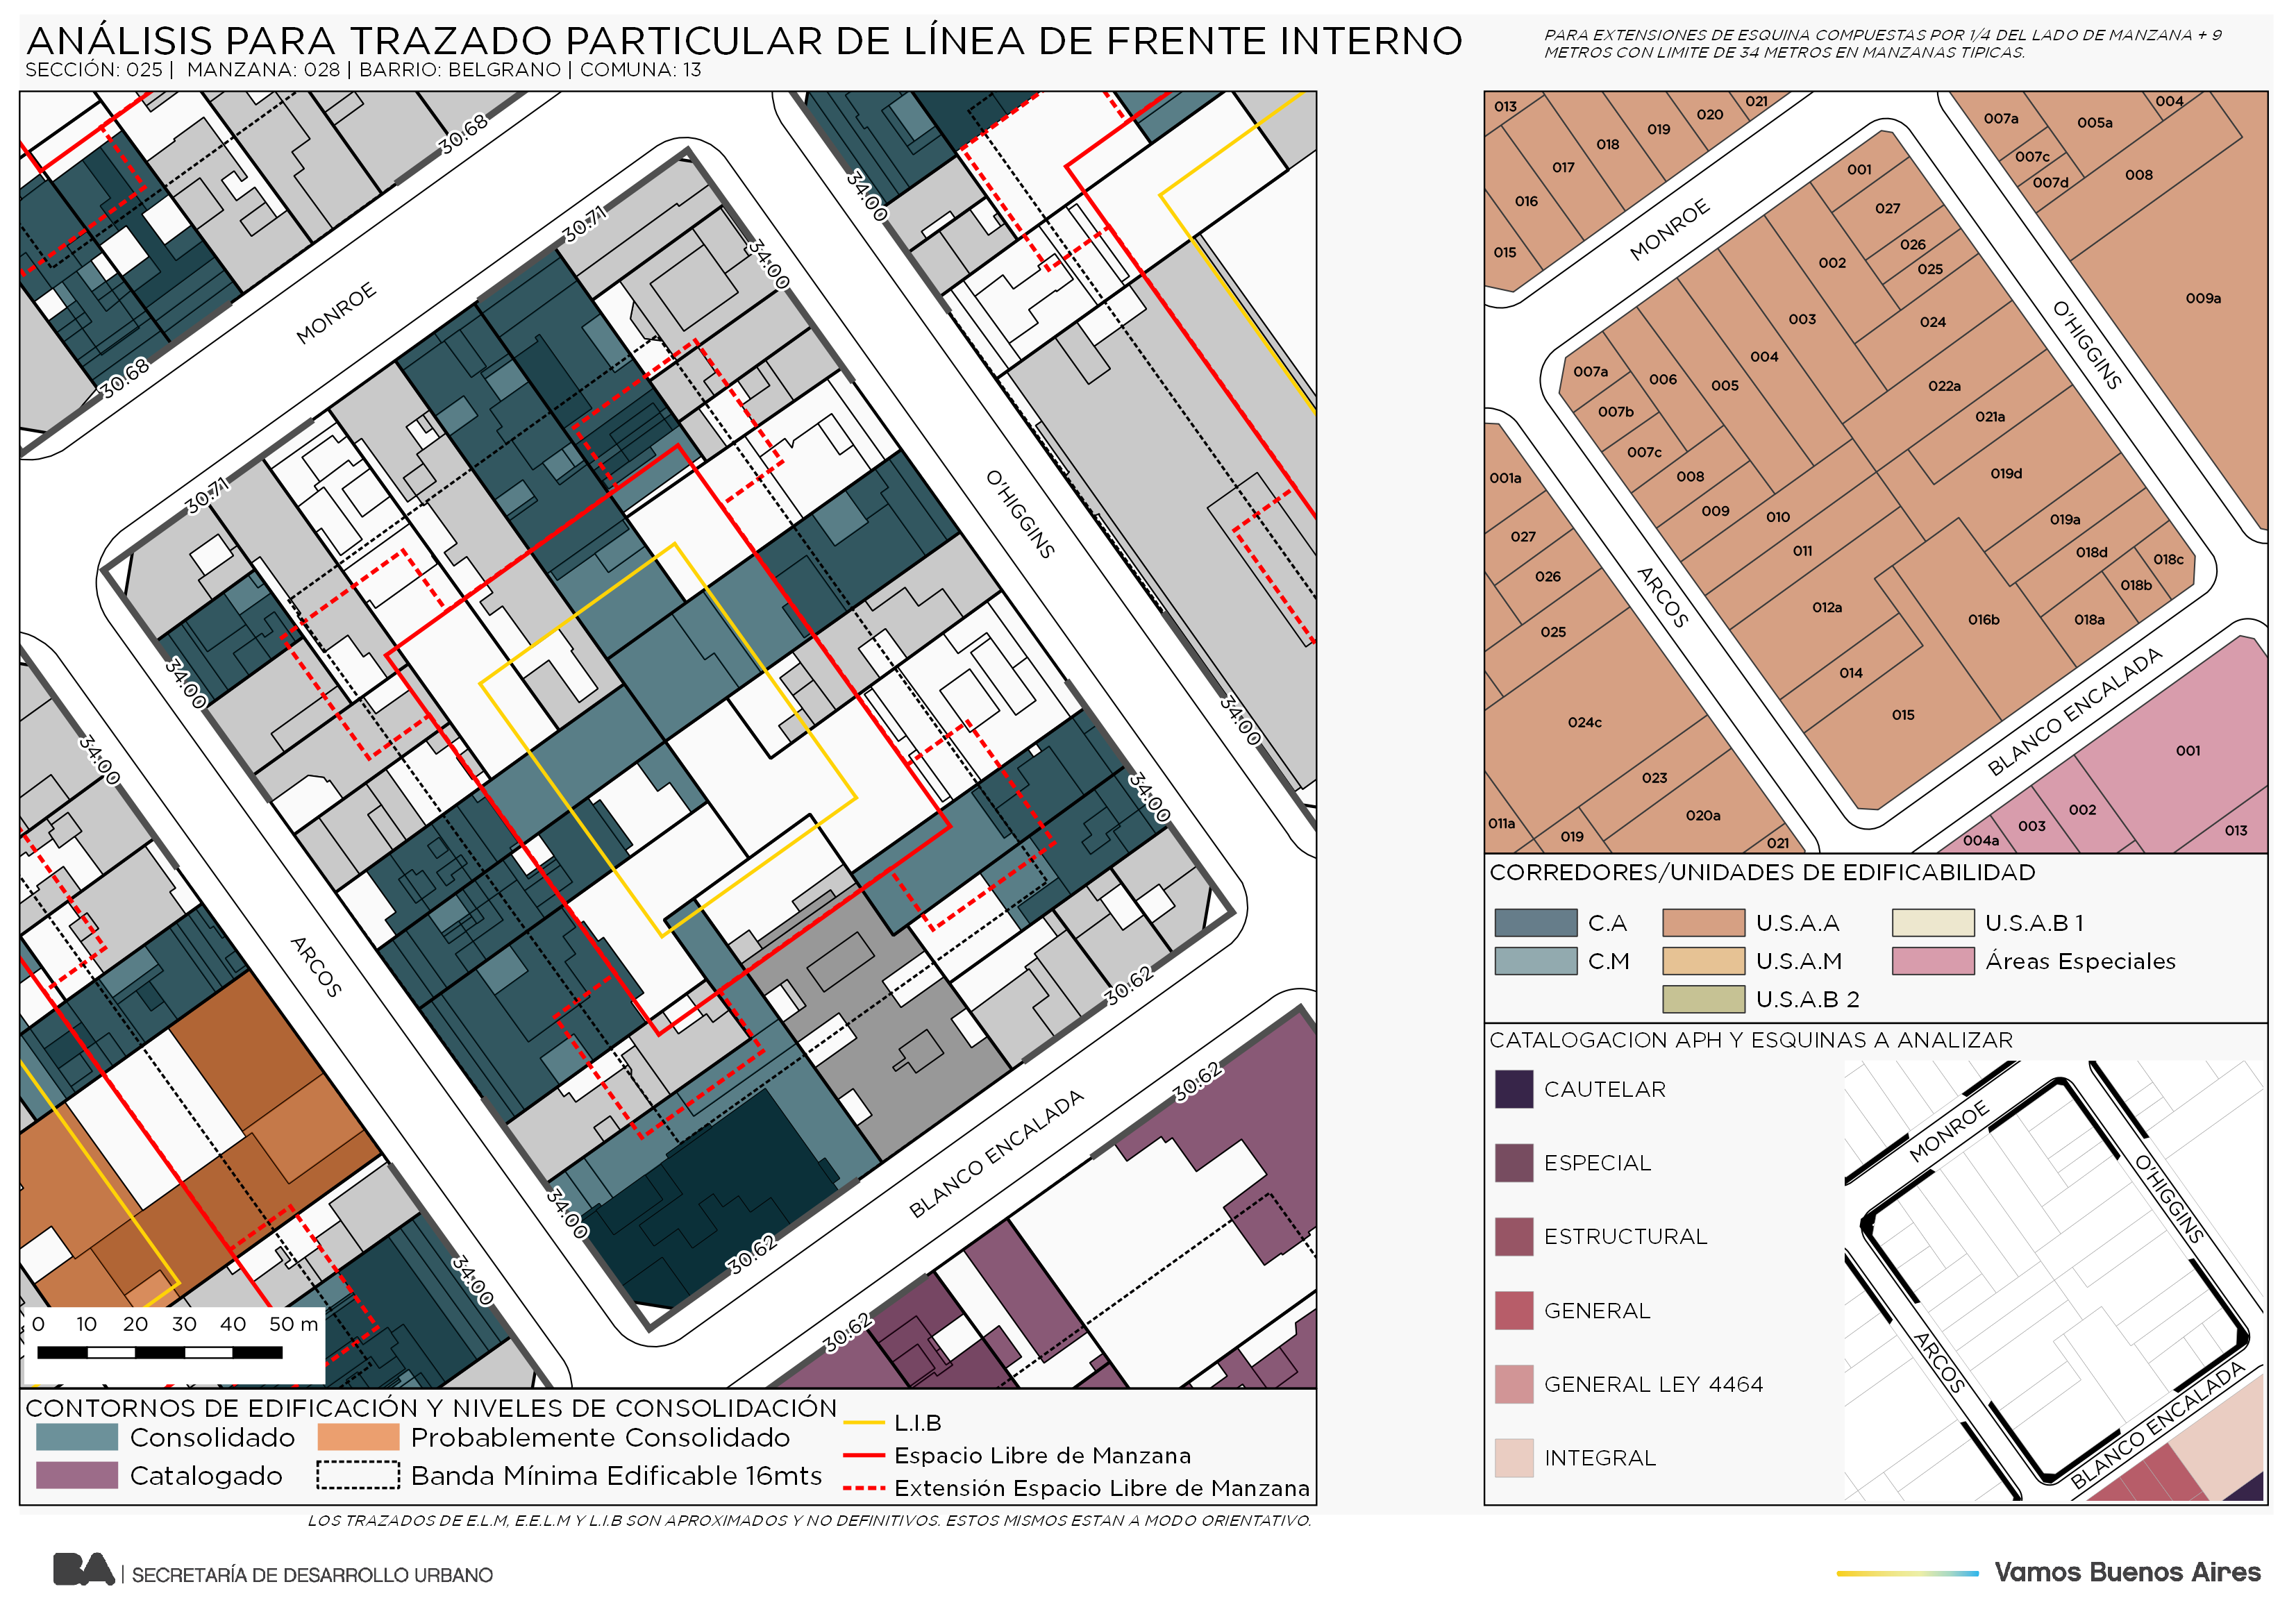 ANÁLISIS PARA TRAZADO PARTICULAR DE LÍNEA DE FRENTE INTERNO
SECCIÓN: 025 | MANZANA: 028 | BARRIO: BELGRANO | COMUNA: 13
PARA EXTENSIONES DE ESQUINA COMPUESTAS POR 1/4 DEL LADO DE MANZANA + 9
METROS CON LIMITE DE 34 METROS EN MANZANAS TIPICAS.
30.68
30.68
MONROE
30.71
30.71
34.00
34.00
O'HIGGINS
34.00
34.00
34.00
34.00
ARCOS
34.00
34.00
30.62
30.62
BLANCO ENCALADA
30.62
30.62
0 10 20 30 40 50 m
CONTORNOS DE EDIFICACIÓN Y NIVELES DE CONSOLIDACIÓN
Consolidado
Probablemente Consolidado
Catalogado
Banda Mínima Edificable 16mts
L.I.B
Espacio Libre de Manzana
Extensión Espacio Libre de Manzana
LOS TRAZADOS DE E.L.M, E.E.L.M Y L.I.B SON APROXIMADOS Y NO DEFINITIVOS. ESTOS MISMOS ESTAN A MODO ORIENTATIVO.
013
018
019
020
021
017
016
015
MONROE
007a
005a
004
007c
007d
008
009a
001
027
026
025
002
024
003
004
022a
005
006
007a
007b
007c
021a
008
009
010
011
019d
019a
018d
018c
018b
018a
012a
016b
014
015
O'HIGGINS
ARCOS
BLANCO ENCALADA
001a
027
026
025
024c
023
020a
011a
019
021
001
002
003
004a
013
CORREDORES/UNIDADES DE EDIFICABILIDAD
C.A
U.S.A.A
U.S.A.B 1
C.M
U.S.A.M
Áreas Especiales
U.S.A.B 2
CATALOGACION APH Y ESQUINAS A ANALIZAR
CAUTELAR
ESPECIAL
ESTRUCTURAL
GENERAL
GENERAL LEY 4464
INTEGRAL
MONROE
O'HIGGINS
ARCOS
BLANCO ENCALADA
BA | SECRETARÍA DE DESARROLLO URBANO
Vamos Buenos Aires